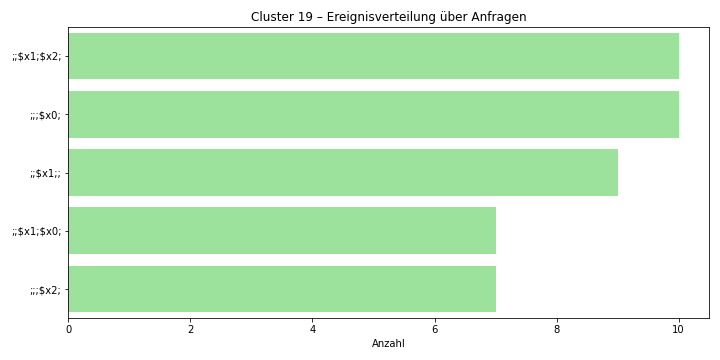 Cluster 19 – Ereignisverteilung über Anfragen
;;$x1;$x2;
;;;$x0;
;;$x1;;
;;$x1;$x0;
;;;$x2;
0 2 4 6 8 10
Anzahl